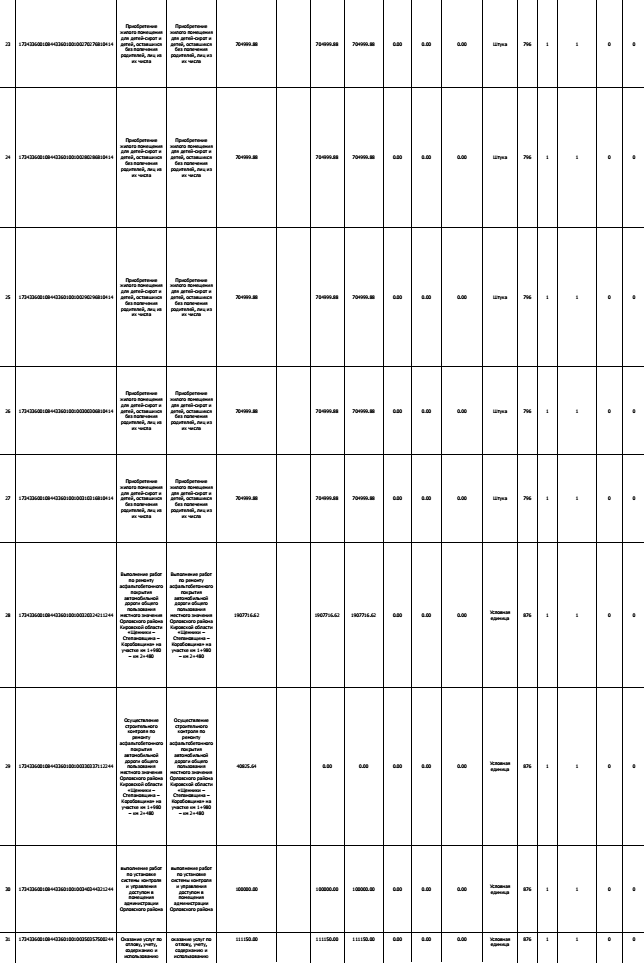 23 173433600108443360100100270276810414 Приобретение жилого помещения для детей-сирот и детей, оставшихся без попечения родителей, лиц из их числа Приобретение жилого помещения для детей-сирот и детей, оставшихся без попечения родителей, лиц из их числа 704999.88 704999.88 704999.88 0.00 0.00 0.00 Штука 796 1 1 0 0
24 173433600108443360100100280286810414 Приобретение жилого помещения для детей-сирот и детей, оставшихся без попечения родителей, лиц из их числа Приобретение жилого помещения для детей-сирот и детей, оставшихся без попечения родителей, лиц из их числа 704999.88 704999.88 704999.88 0.00 0.00 0.00 Штука 796 1 1 0 0
25 173433600108443360100100290296810414 Приобретение жилого помещения для детей-сирот и детей, оставшихся без попечения родителей, лиц из их числа Приобретение жилого помещения для детей-сирот и детей, оставшихся без попечения родителей, лиц из их числа 704999.88 704999.88 704999.88 0.00 0.00 0.00 Штука 796 1 1 0 0
26 173433600108443360100100300306810414 Приобретение жилого помещения для детей-сирот и детей, оставшихся без попечения родителей, лиц из их числа Приобретение жилого помещения для детей-сирот и детей, оставшихся без попечения родителей, лиц из их числа 704999.88 704999.88 704999.88 0.00 0.00 0.00 Штука 796 1 1 0 0
27 173433600108443360100100310316810414 Приобретение жилого помещения для детей-сирот и детей, оставшихся без попечения родителей, лиц из их числа Приобретение жилого помещения для детей-сирот и детей, оставшихся без попечения родителей, лиц из их числа 704999.88 704999.88 704999.88 0.00 0.00 0.00 Штука 796 1 1 0 0
28 173433600108443360100100320324211244 Выполнение работ по ремонту асфальтобетонного покрытия автомобильной дороги общего пользования местного значения Орловского района Кировской области «Щенники – Степановщина – Коробовщина» на участке км 1+980 – км 2+480 Выполнение работ по ремонту асфальтобетонного покрытия автомобильной дороги общего пользования местного значения Орловского района Кировской области «Щенники – Степановщина – Коробовщина» на участке км 1+980 – км 2+480 1907716.62 1907716.62 1907716.62 0.00 0.00 0.00 Условная единица 876 1 1 0 0
29 173433600108443360100100330337112244 Осуществление строительного контроля по ремонту асфальтобетонного покрытия автомобильной дороги общего пользования местного значения Орловского района Кировской области «Щенники – Степановщина – Коробовщина» на участке км 1+980 – км 2+480 Осуществление строительного контроля по ремонту асфальтобетонного покрытия автомобильной дороги общего пользования местного значения Орловского района Кировской области «Щенники – Степановщина – Коробовщина» на участке км 1+980 – км 2+480 40825.64 0.00 0.00 0.00 0.00 0.00 Условная единица 876 1 1 0 0
30 173433600108443360100100340344321244 выполнение работ по установке системы контроля и управления доступом в помещения администрации Орловского района выполнение работ по установке системы контроля и управления доступом в помещения администрации Орловского района 100000.00 100000.00 100000.00 0.00 0.00 0.00 Условная единица 876 1 1 0 0
31 173433600108443360100100350357500244 Оказание услуг по отлову, учету, содержанию и использованию оказание услуг по отлову, учету, содержанию и использованию 111150.00 111150.00 111150.00 0.00 0.00 0.00 Условная единица 876 1 1 0 0